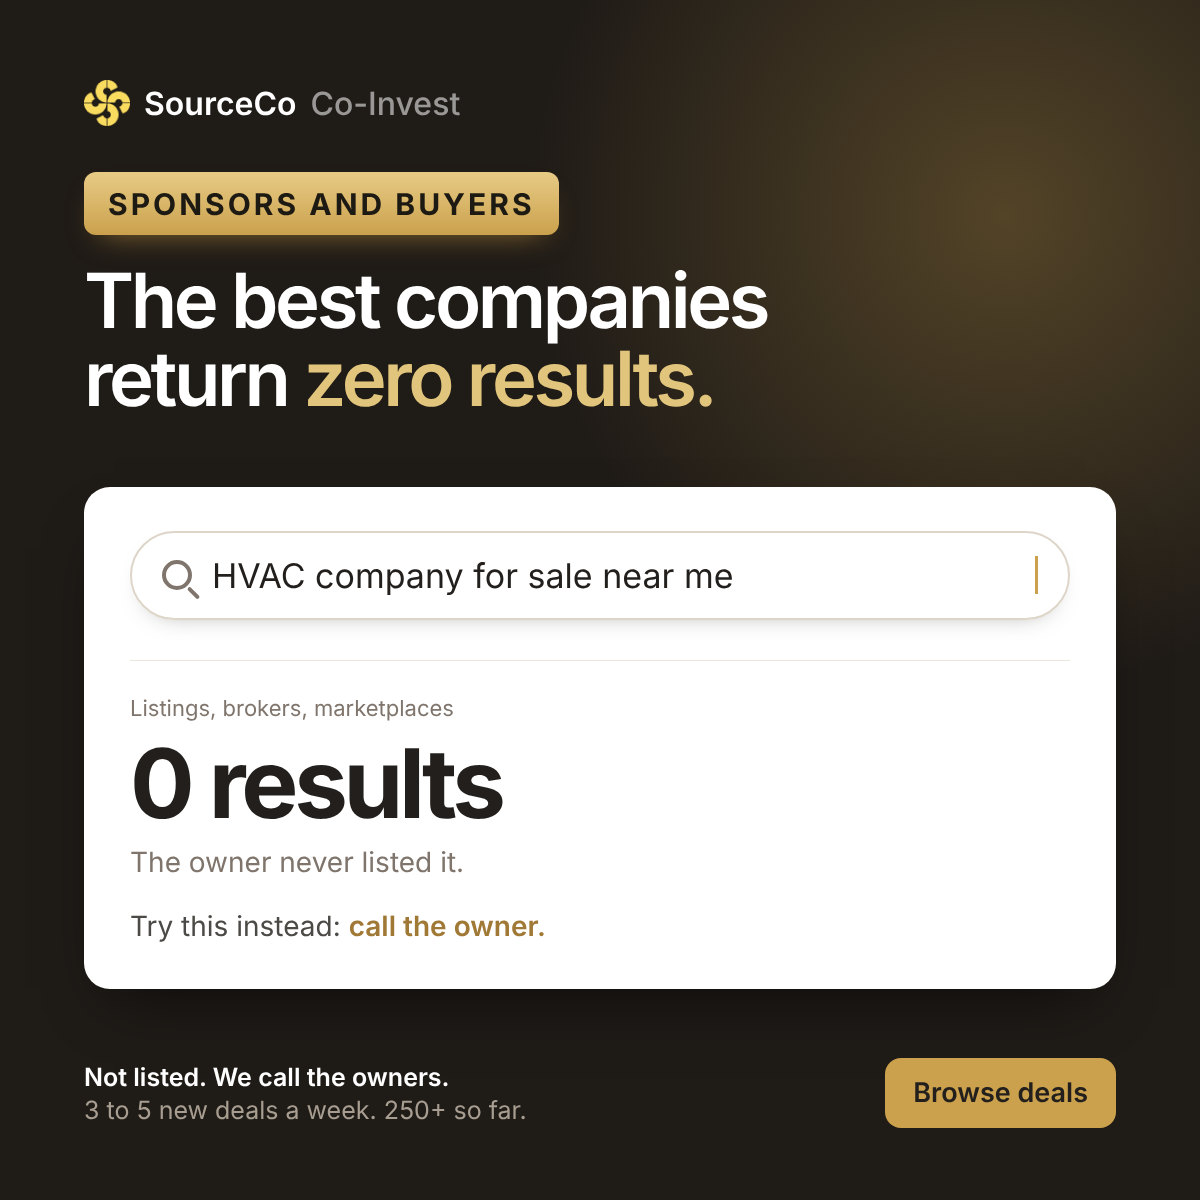 SourceCo Co-Invest
SPONSORS AND BUYERS
The best companies
return zero results.
HVAC company for sale near me
Listings, brokers, marketplaces
0 results
The owner never listed it.
Try this instead: call the owner.
Not listed. We call the owners.
3 to 5 new deals a week. 250+ so far.
Browse deals